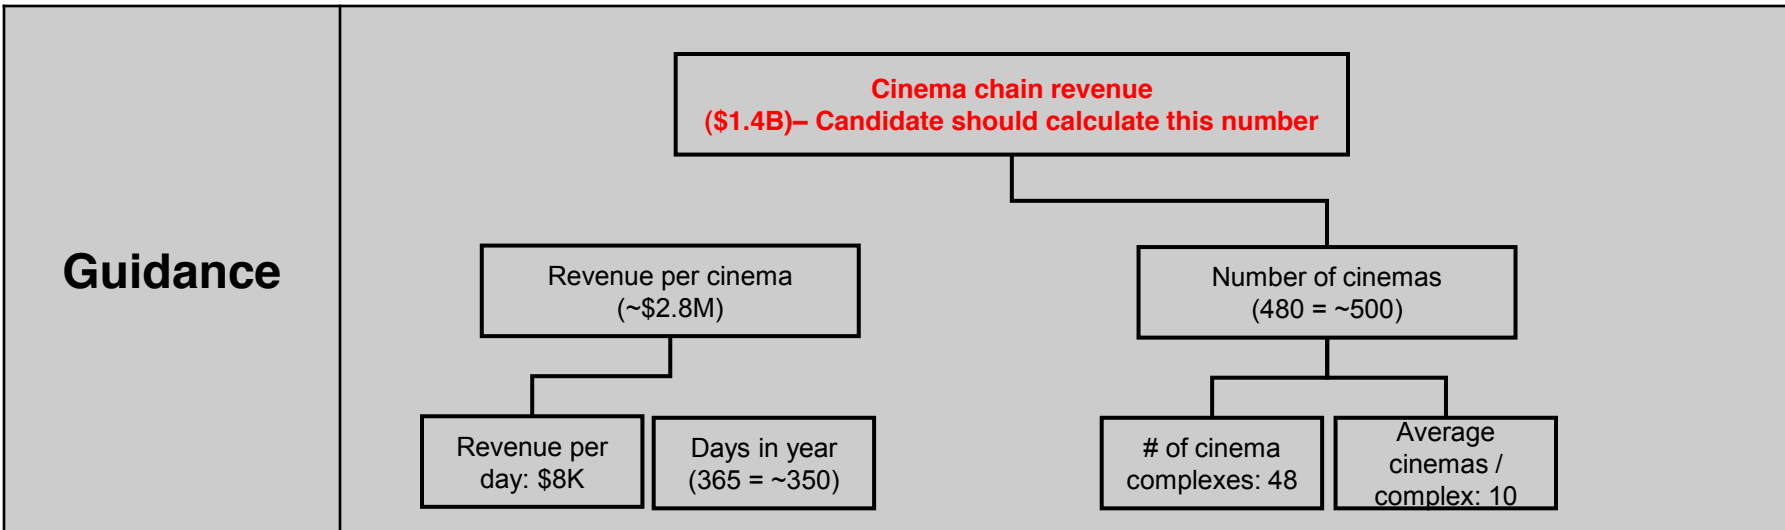 Guidance
Cinema chain revenue
($1.4B)– Candidate should calculate this number
Revenue per cinema
(~$2.8M)
Number of cinemas
(480 = ~500)
Revenue per
day: $8K
Days in year
(365 = ~350)
# of cinema
complexes: 48
Average
cinemas /
complex: 10